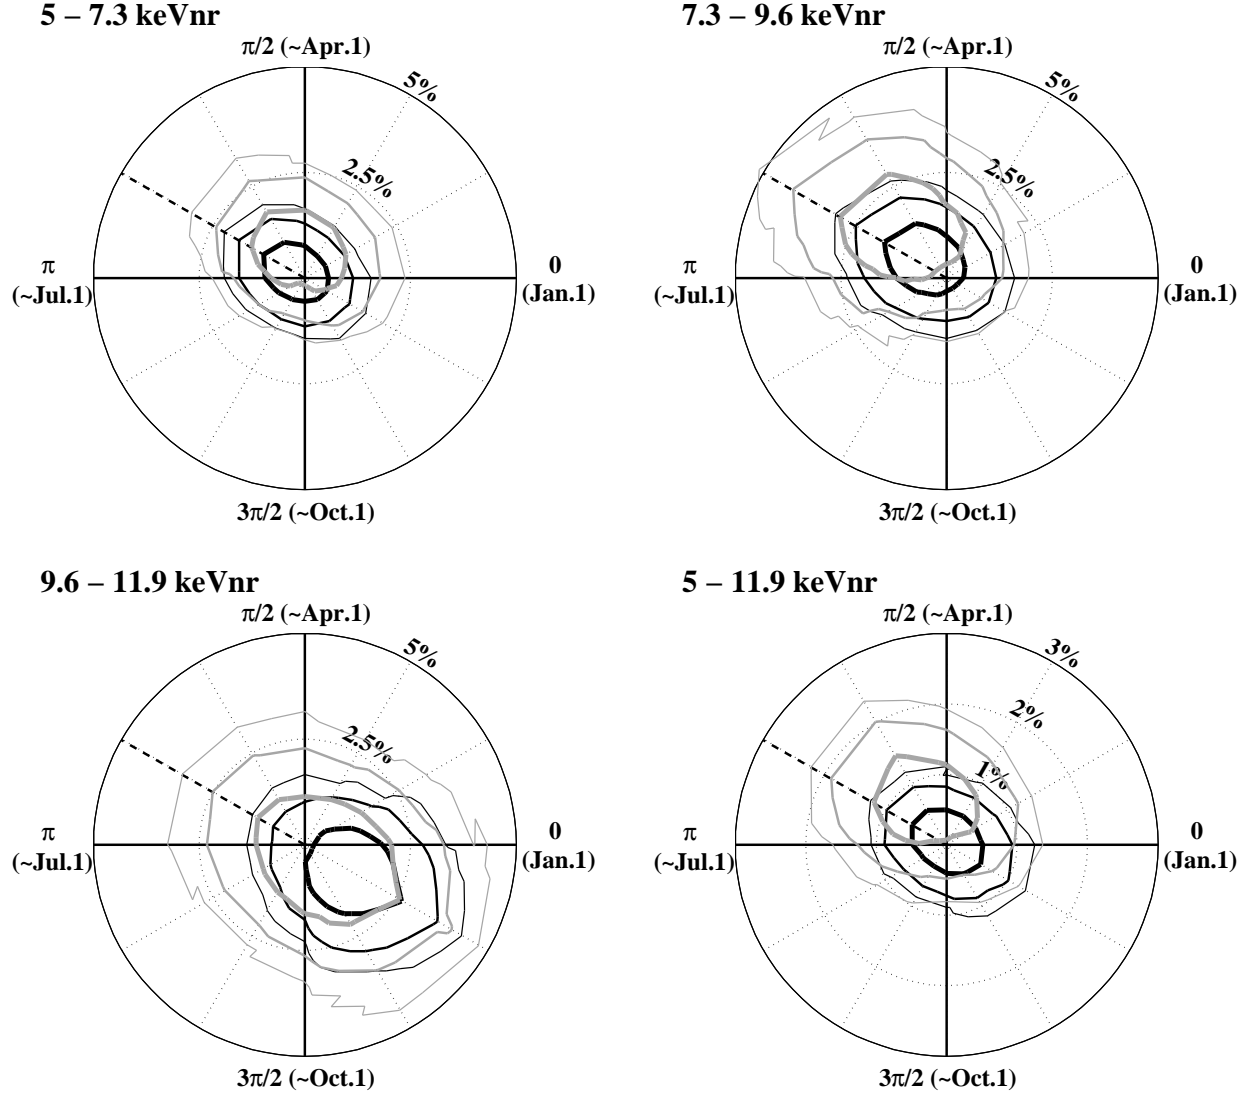 5 – 7.3 keVnr
π/2 (~Apr.1)
5%
2.5%
π
(~Jul.1)
0
(Jan.1)
3π/2 (~Oct.1)
7.3 – 9.6 keVnr
π/2 (~Apr.1)
5%
2.5%
π
(~Jul.1)
0
(Jan.1)
3π/2 (~Oct.1)
9.6 – 11.9 keVnr
π/2 (~Apr.1)
5%
2.5%
π
(~Jul.1)
0
(Jan.1)
3π/2 (~Oct.1)
5 – 11.9 keVnr
π/2 (~Apr.1)
3%
2%
1%
π
(~Jul.1)
0
(Jan.1)
3π/2 (~Oct.1)